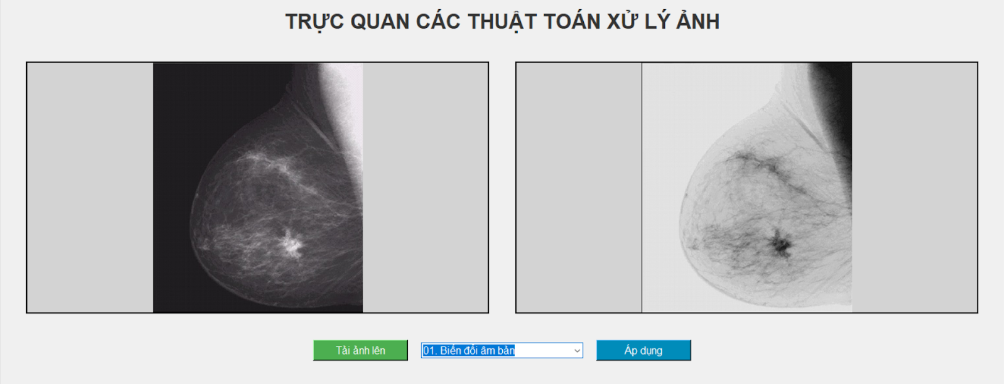 TRỰC QUAN CÁC THUẬT TOÁN XỬ LÝ ẢNH
Tải ảnh lên
01. Biến đổi âm bản
Áp dụng